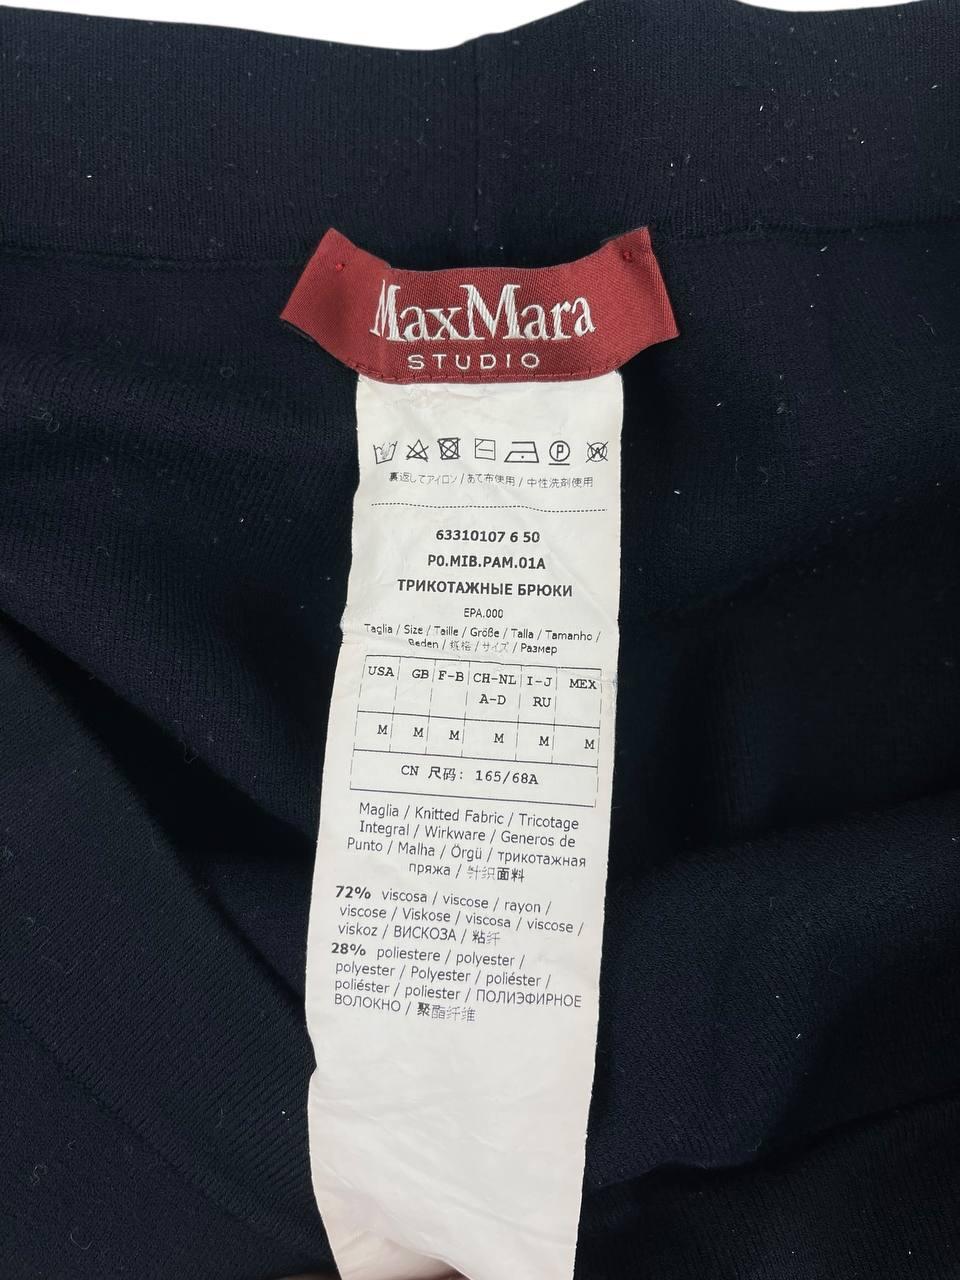 MaxMara
STUDIO
裏返してアイロン / あて布使用 / 中性洗剤使用
63310107 6 50
P0.MIB.PAM.01A
ТРИКОТАЖНЫЕ БРЮКИ
EPA.000
Taglia / Size / Taille / Größe / Talla / Tamanho /
Beden / 规格 / サイズ / Размер
USA GB F-B CH-NL I-J MEX
A-D RU
M M M M M M
CN 尺码: 165/68A
Maglia / Knitted Fabric / Tricotage
Integral / Wirkware / Generos de
Punto / Malha / Örgü / трикотажная
пряжа / 针织面料
72% viscosa / viscose / rayon /
viscose / Viskose / viscosa / viscose /
viskoz / ВИСКОЗА / 粘纤
28% poliestere / polyester /
polyester / Polyester / poliéster /
poliéster / poliester / ПОЛИЭФИРНОЕ
ВОЛОКНО / 聚酯纤维